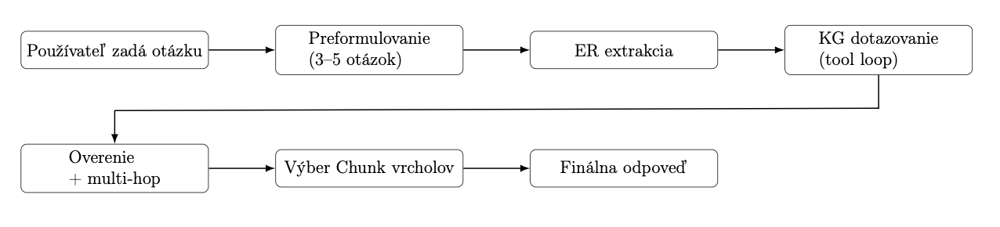 Používateľ zadá otázku
Preformulovanie
(3–5 otázok)
ER extrakcia
KG dotazovanie
(tool loop)
Overenie
+ multi-hop
Výber Chunk vrcholov
Finálna odpoveď